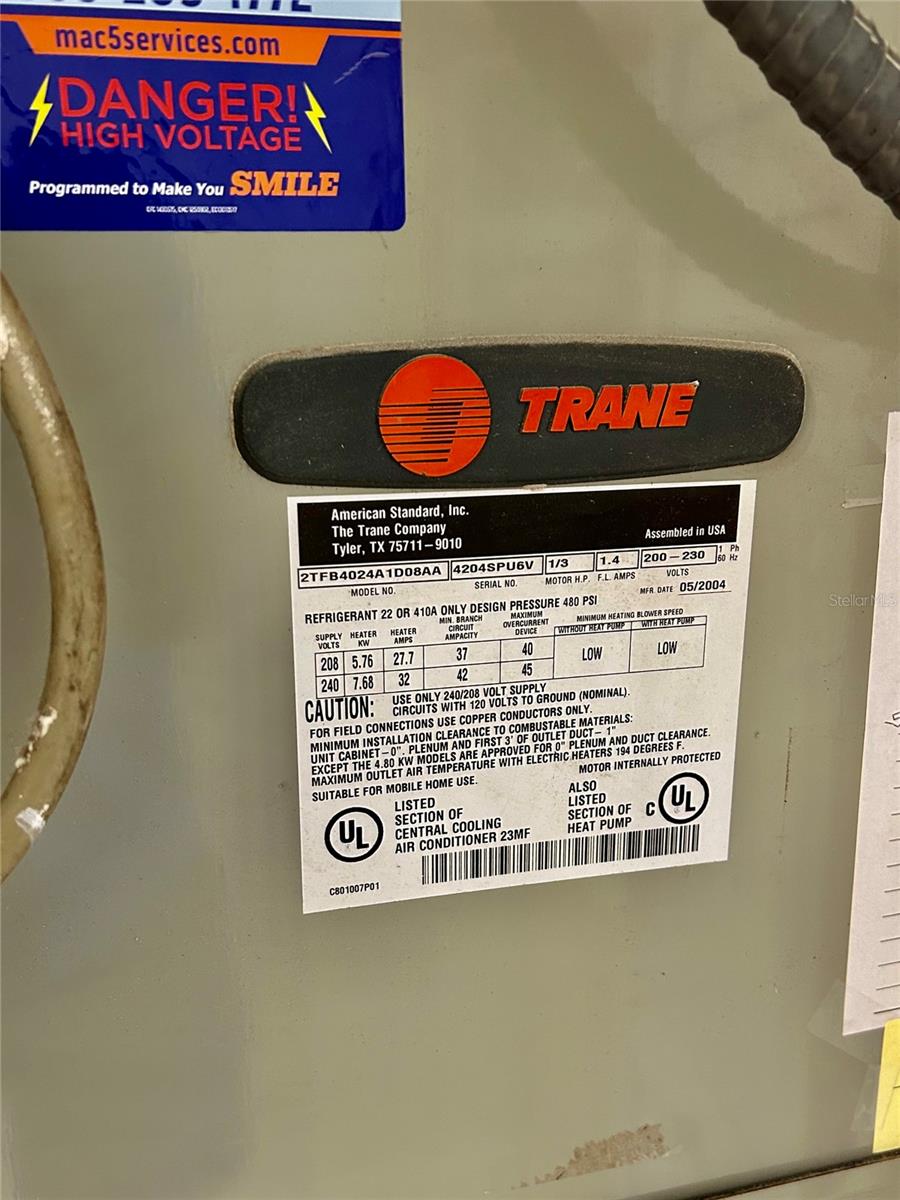 mac5services.com
DANGER!
HIGH VOLTAGE
Programmed to Make You SMILE
TRANE
American Standard, Inc.
The Trane Company
Tyler, TX 75711-9010
Assembled in USA
2TFB4024A1D08AA 4204SPU6V 1/3 1.4 200-230 1 Ph 60 Hz
MODEL NO. SERIAL NO. MOTOR H.P. F.L. AMPS VOLTS
MFR. DATE 05/2004
REFRIGERANT 22 OR 410A ONLY DESIGN PRESSURE 480 PSI
SUPPLY VOLTS HEATER KW HEATER AMPS MIN. BRANCH CIRCUIT AMPACITY MAXIMUM OVERCURRENT DEVICE MINIMUM HEATING BLOWER SPEED
WITHOUT HEAT PUMP WITH HEAT PUMP
208 5.76 27.7 37 40 LOW LOW
240 7.68 32 42 45
CAUTION: USE ONLY 240/208 VOLT SUPPLY
CIRCUITS WITH 120 VOLTS TO GROUND (NOMINAL).
FOR FIELD CONNECTIONS USE COPPER CONDUCTORS ONLY.
MINIMUM INSTALLATION CLEARANCE TO COMBUSTABLE MATERIALS:
UNIT CABINET-0". PLENUM AND FIRST 3' OF OUTLET DUCT- 1"
EXCEPT THE 4.80 KW MODELS ARE APPROVED FOR 0" PLENUM AND DUCT CLEARANCE.
MAXIMUM OUTLET AIR TEMPERATURE WITH ELECTRIC HEATERS 194 DEGREES F.
SUITABLE FOR MOBILE HOME USE. MOTOR INTERNALLY PROTECTED
UL
LISTED
SECTION OF
CENTRAL COOLING
AIR CONDITIONER 23MF
ALSO
LISTED
SECTION OF
HEAT PUMP
C UL
C801007P01
StellarMLS